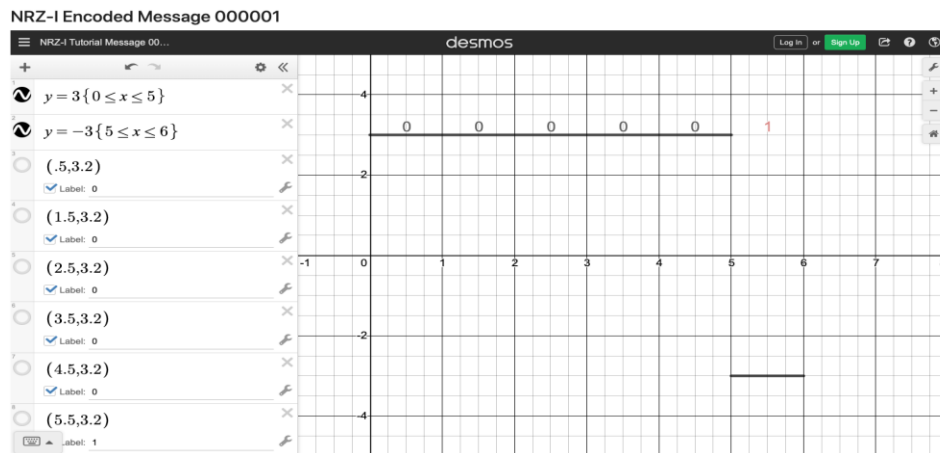 NRZ-I Encoded Message 000001
NRZ-I Tutorial Message 00...
desmos
Log In or Sign Up
y = 3{0 ≤ x ≤ 5}
y = −3{5 ≤ x ≤ 6}
(.5,3.2)
Label: 0
(1.5,3.2)
Label: 0
(2.5,3.2)
Label: 0
(3.5,3.2)
Label: 0
(4.5,3.2)
Label: 0
(5.5,3.2)
abel: 1
4
0 0 0 0 0 1
2
-1 0 1 2 3 4 5 6 7
-2
-4